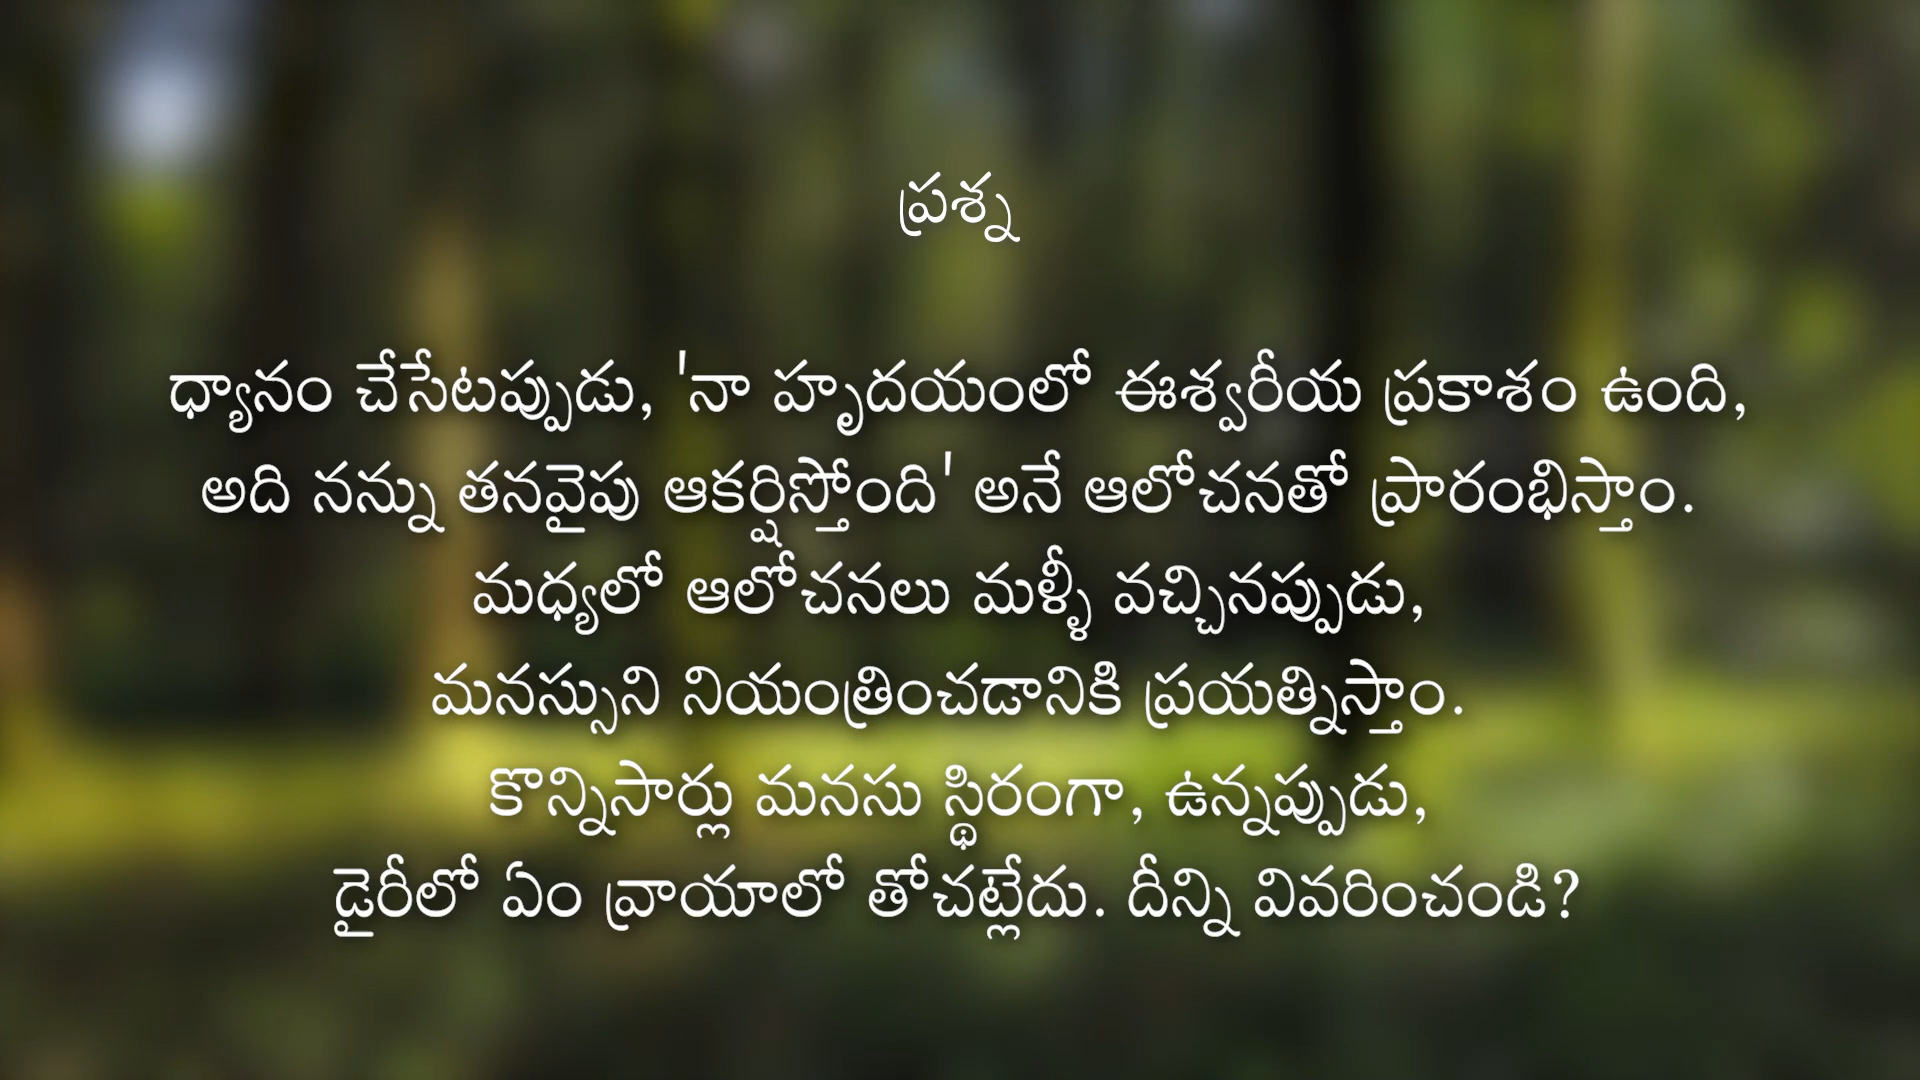 ప్రశ్న
ధ్యానం చేసేటప్పుడు, 'నా హృదయంలో ఈశ్వరీయ ప్రకాశం ఉంది,
అది నన్ను తనవైపు ఆకర్షిస్తోంది' అనే ఆలోచనతో ప్రారంభిస్తాం.
మధ్యలో ఆలోచనలు మళ్ళీ వచ్చినప్పుడు,
మనస్సుని నియంత్రించడానికి ప్రయత్నిస్తాం.
కొన్నిసార్లు మనసు స్థిరంగా, ఉన్నప్పుడు,
డైరీలో ఏం వ్రాయాలో తోచట్లేదు. దీన్ని వివరించండి?